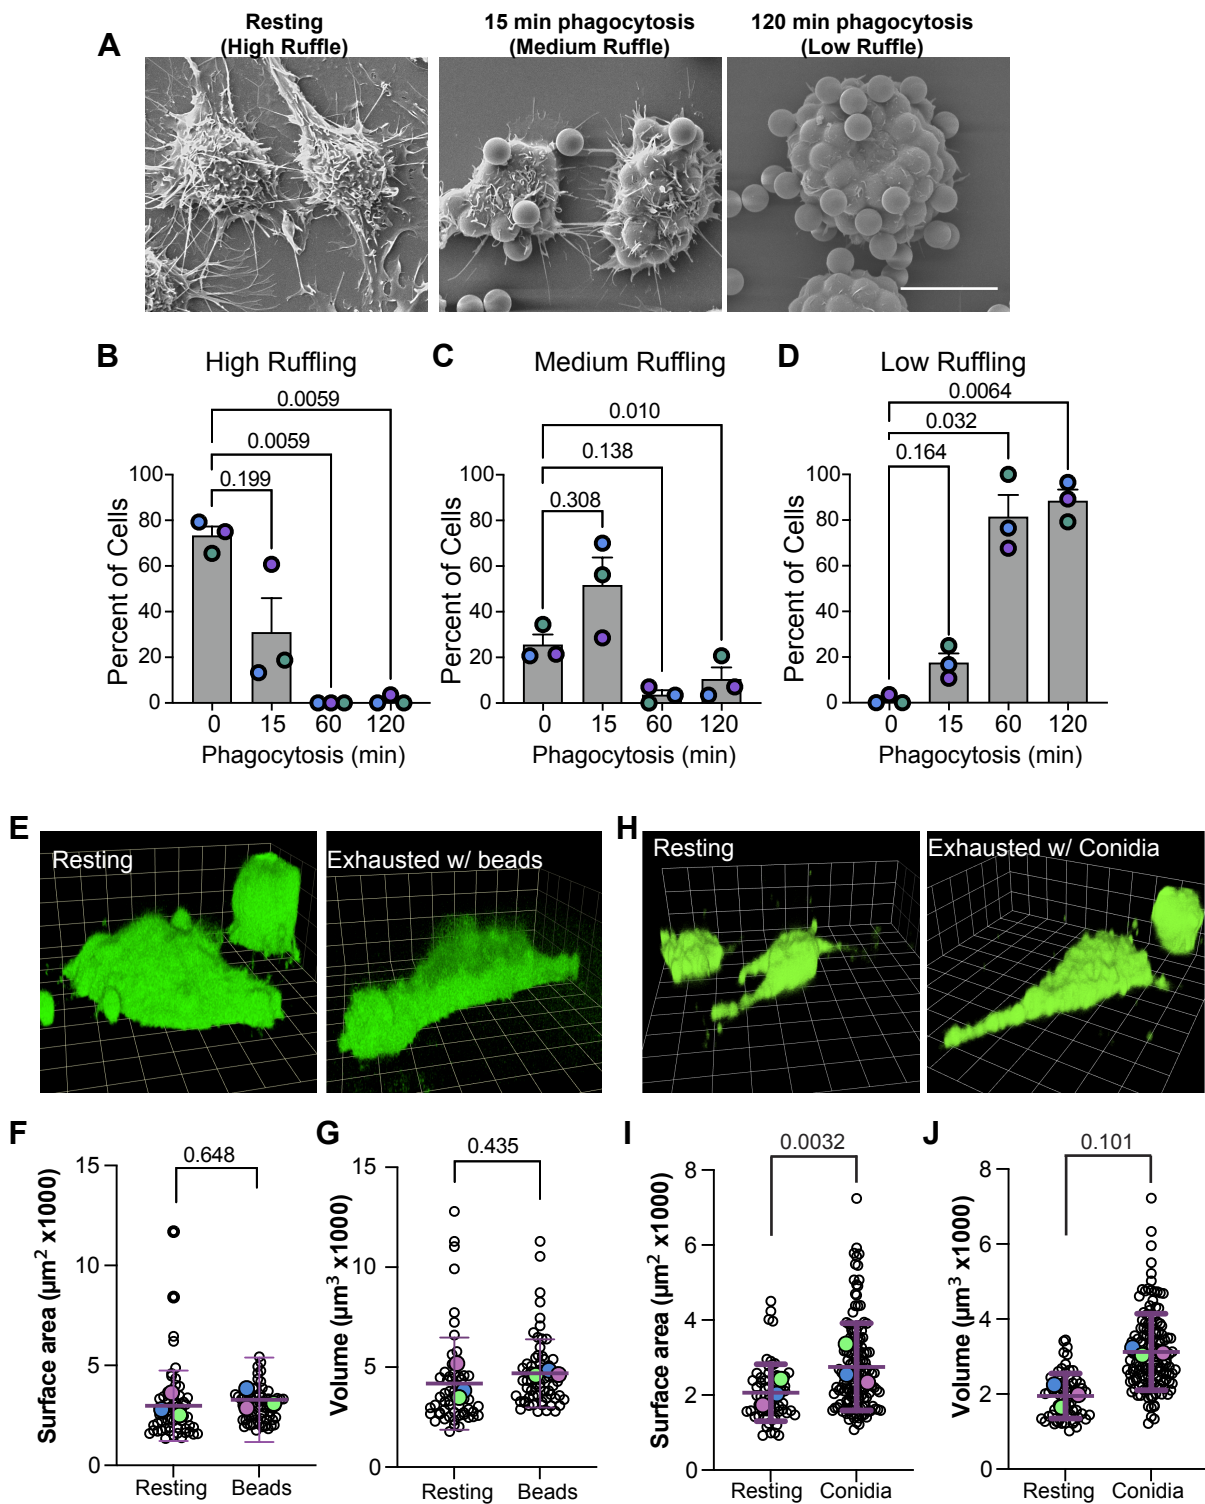 A
Resting
(High Ruffle)
15 min phagocytosis
(Medium Ruffle)
120 min phagocytosis
(Low Ruffle)
B
High Ruffling
0.0059
0.0059
0.199
Percent of Cells
100
80
60
40
20
0
0 15 60 120
Phagocytosis (min)
C
Medium Ruffling
0.010
0.138
0.308
Percent of Cells
100
80
60
40
20
0
0 15 60 120
Phagocytosis (min)
D
Low Ruffling
0.0064
0.032
0.164
Percent of Cells
100
80
60
40
20
0
0 15 60 120
Phagocytosis (min)
E
Resting
Exhausted w/ beads
H
Resting
Exhausted w/ Conidia
F
0.648
Surface area (µm² x1000)
15
10
5
0
Resting Beads
G
0.435
Volume (µm³ x1000)
15
10
5
0
Resting Beads
I
0.0032
Surface area (µm² x1000)
8
6
4
2
0
Resting Conidia
J
0.101
Volume (µm³ x1000)
8
6
4
2
0
Resting Conidia